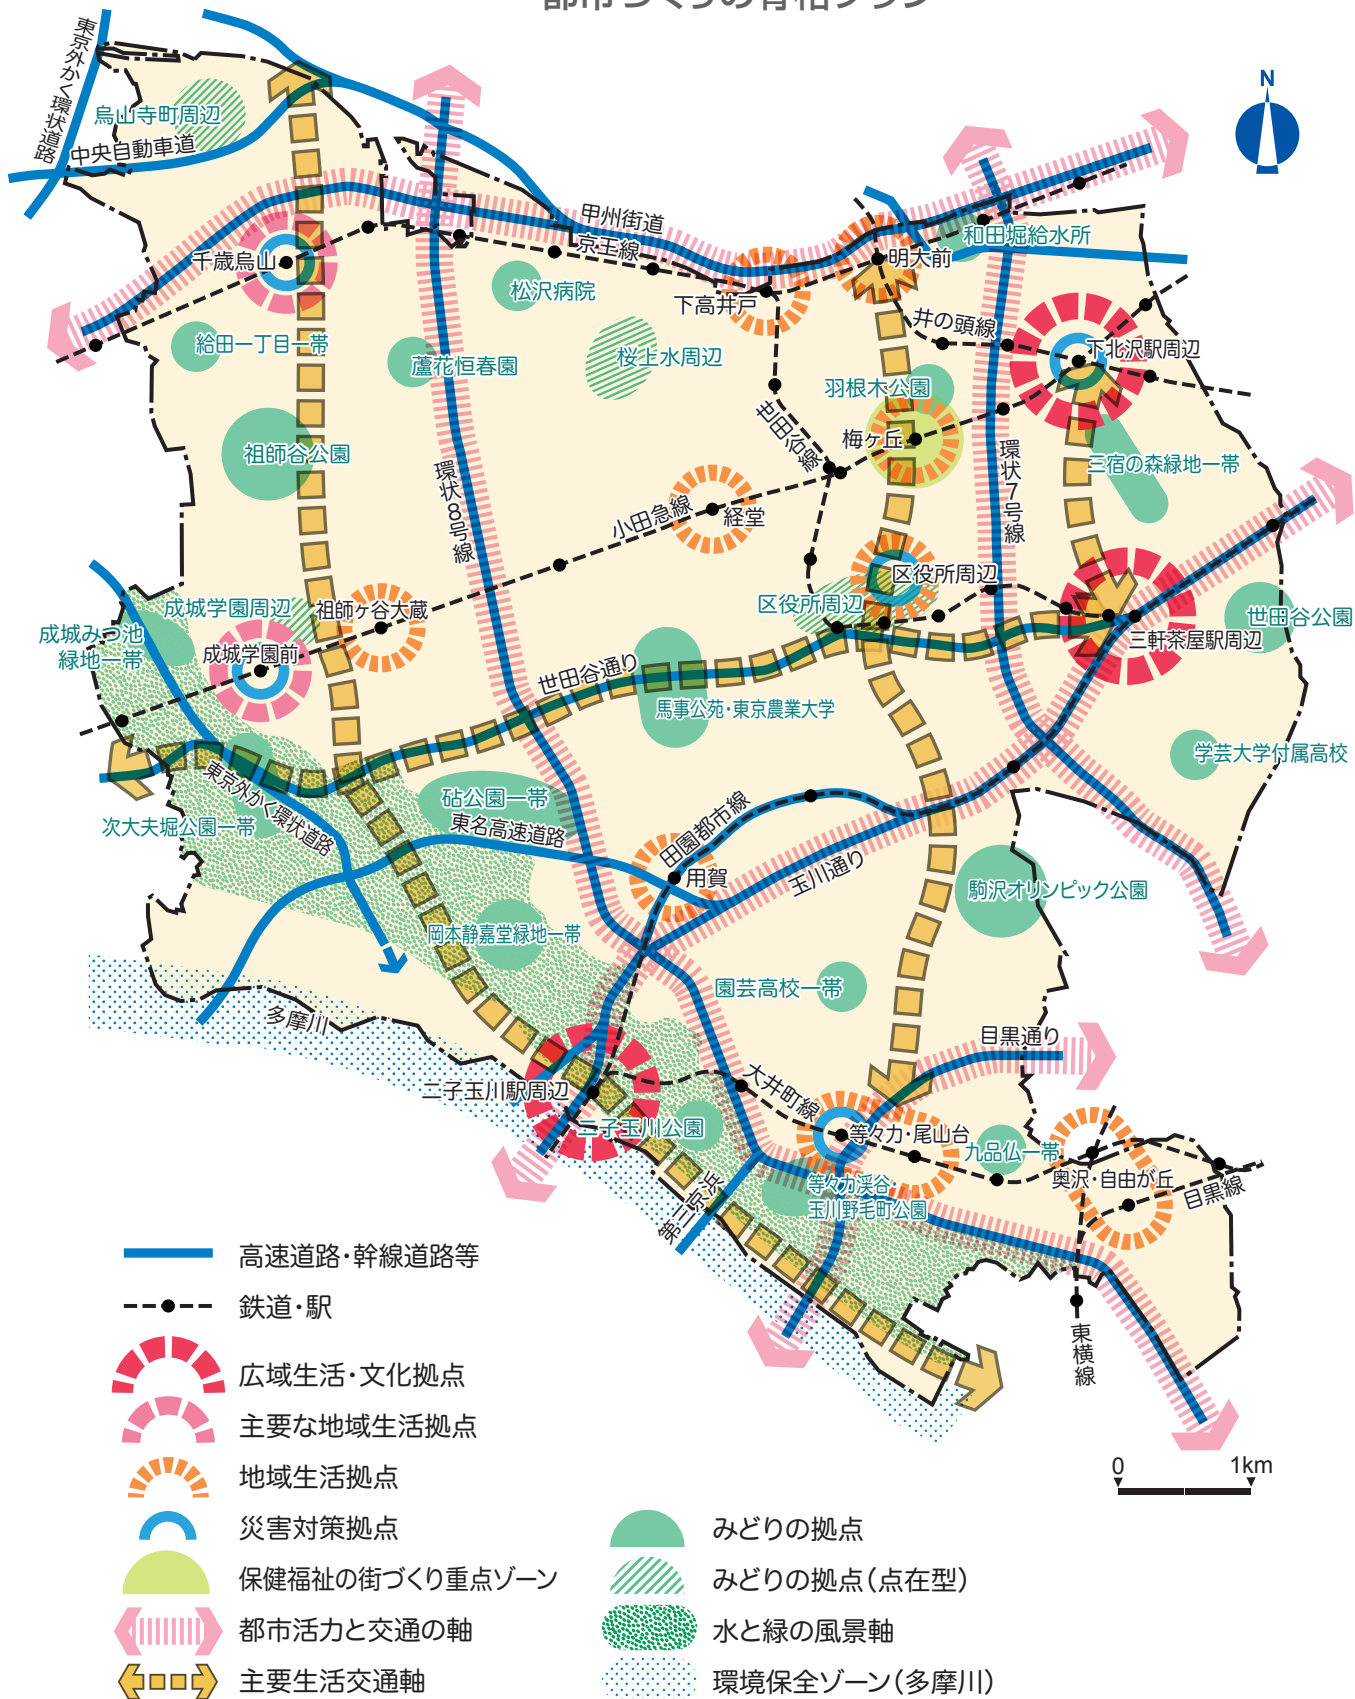 都市づくりの骨格プラン
N
東京外かく環状道路
烏山寺町周辺
中央自動車道
甲州街道
京王線
千歳烏山
松沢病院
下高井戸
明大前
和田堀給水所
井の頭線
下北沢駅周辺
給田一丁目一帯
蘆花恒春園
桜上水周辺
羽根木公園
世田谷線
梅ヶ丘
祖師谷公園
環状8号線
環状7号線
三宿の森緑地一帯
小田急線
経堂
区役所周辺
区役所周辺
成城学園周辺
祖師ヶ谷大蔵
成城みつ池
緑地一帯
成城学園前
世田谷通り
三軒茶屋駅周辺
世田谷公園
馬事公苑・東京農業大学
学芸大学付属高校
東京外かく環状道路
次大夫堀公園一帯
砧公園一帯
東名高速道路
田園都市線
用賀
玉川通り
駒沢オリンピック公園
岡本静嘉堂緑地一帯
園芸高校一帯
多摩川
目黒通り
二子玉川駅周辺
大井町線
二子玉川公園
等々力・尾山台
九品仏一帯
奥沢・自由が丘
目黒線
等々力渓谷・
玉川野毛町公園
第三京浜
東横線
0 1km
高速道路・幹線道路等
鉄道・駅
広域生活・文化拠点
主要な地域生活拠点
地域生活拠点
災害対策拠点
保健福祉の街づくり重点ゾーン
都市活力と交通の軸
主要生活交通軸
みどりの拠点
みどりの拠点（点在型）
水と緑の風景軸
環境保全ゾーン（多摩川）